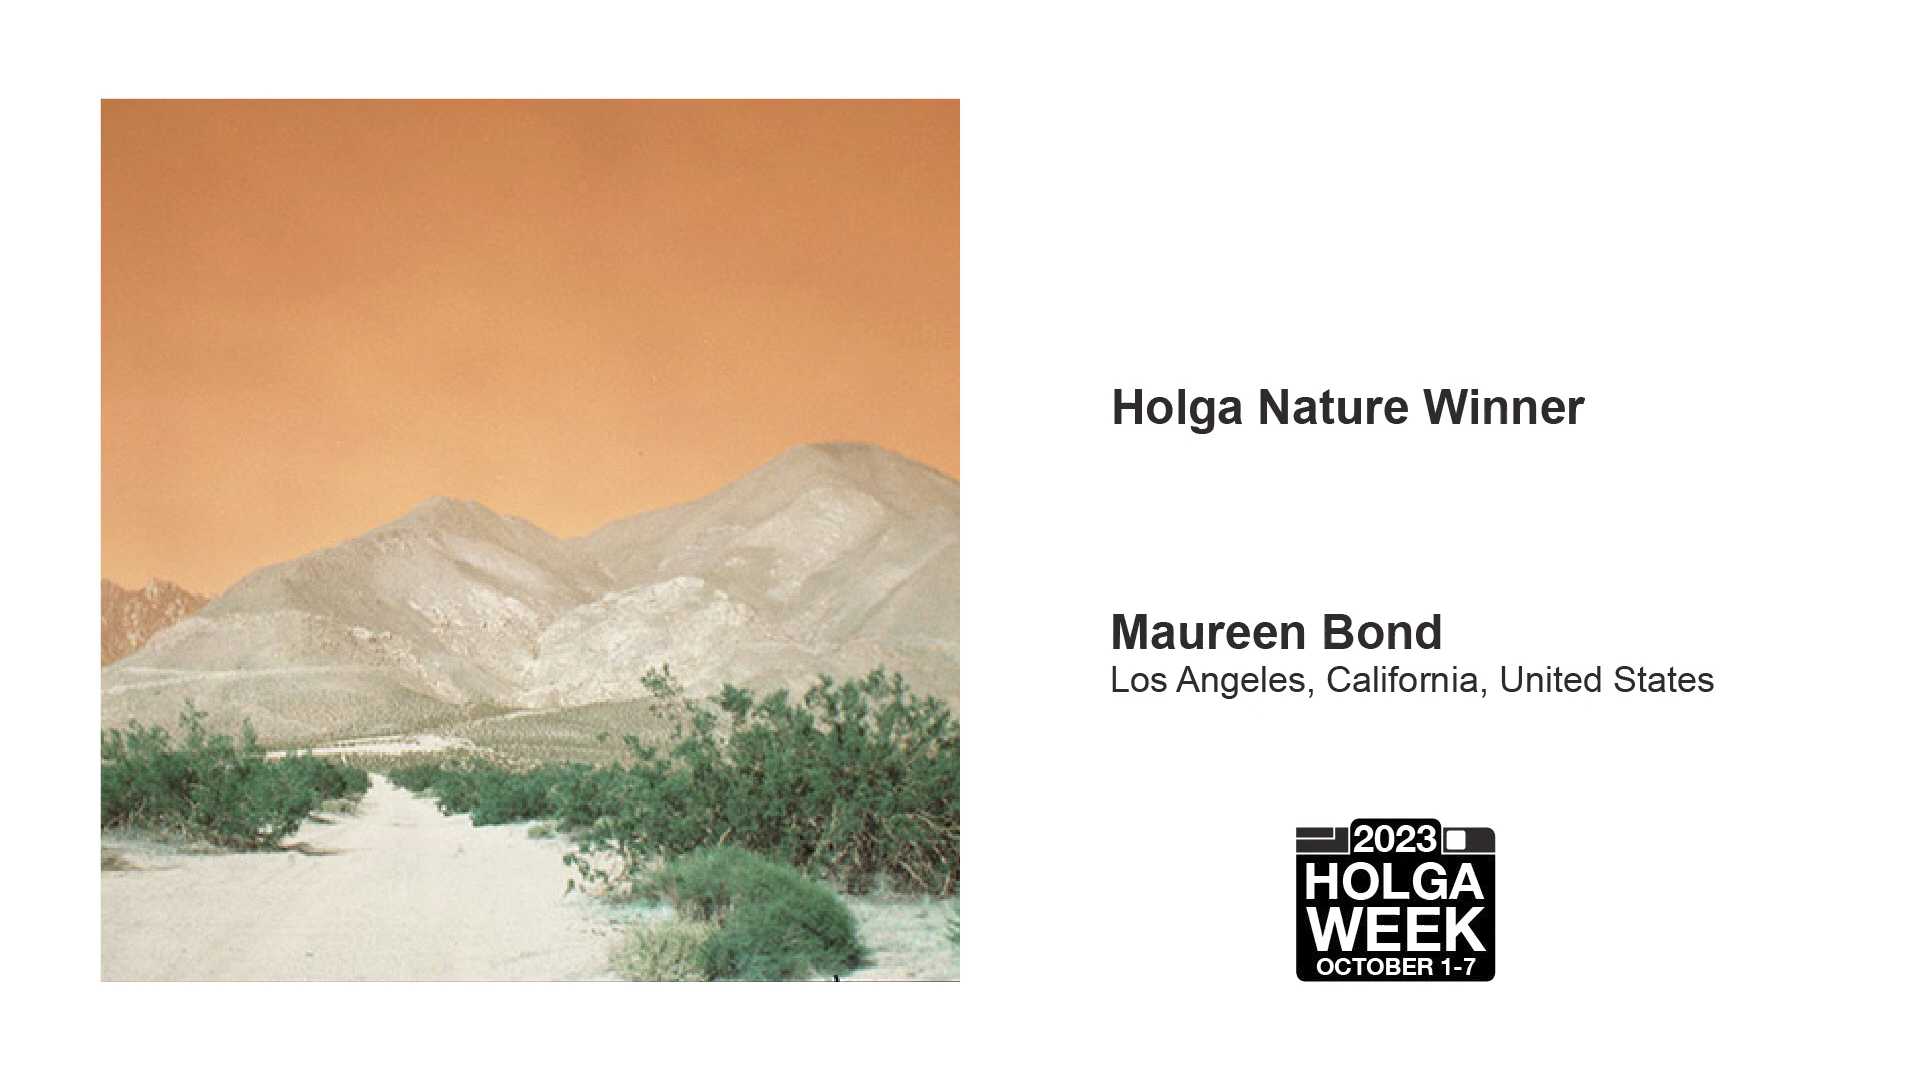 Holga Nature Winner
Maureen Bond
Los Angeles, California, United States
2023
HOLGA
WEEK
OCTOBER 1-7